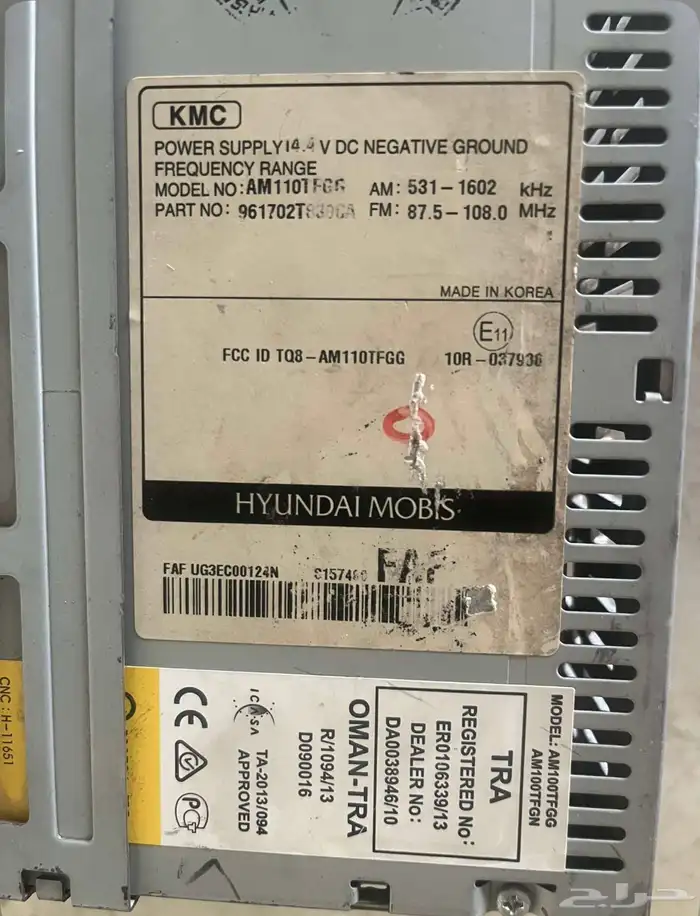 KMC
POWER SUPPLY 14.4 V DC NEGATIVE GROUND
FREQUENCY RANGE
MODEL NO: AM110TFGG AM: 531-1602 kHz
PART NO: FM: 87.5-108.0 MHz
MADE IN KOREA
E11
FCC ID TQ8-AM110TFGG 10R-037936
HYUNDAI MOBIS
FAF UG3EC00124N
MODEL: AM100TFGG
AM100TFGN
TRA
REGISTERED No:
ER0106339/13
DEALER No:
DA0038946/10
OMAN-TRA
R/1094/13
D090016
ICASA
TA-2013/094
APPROVED
CE
CNC: H-11651
حراج